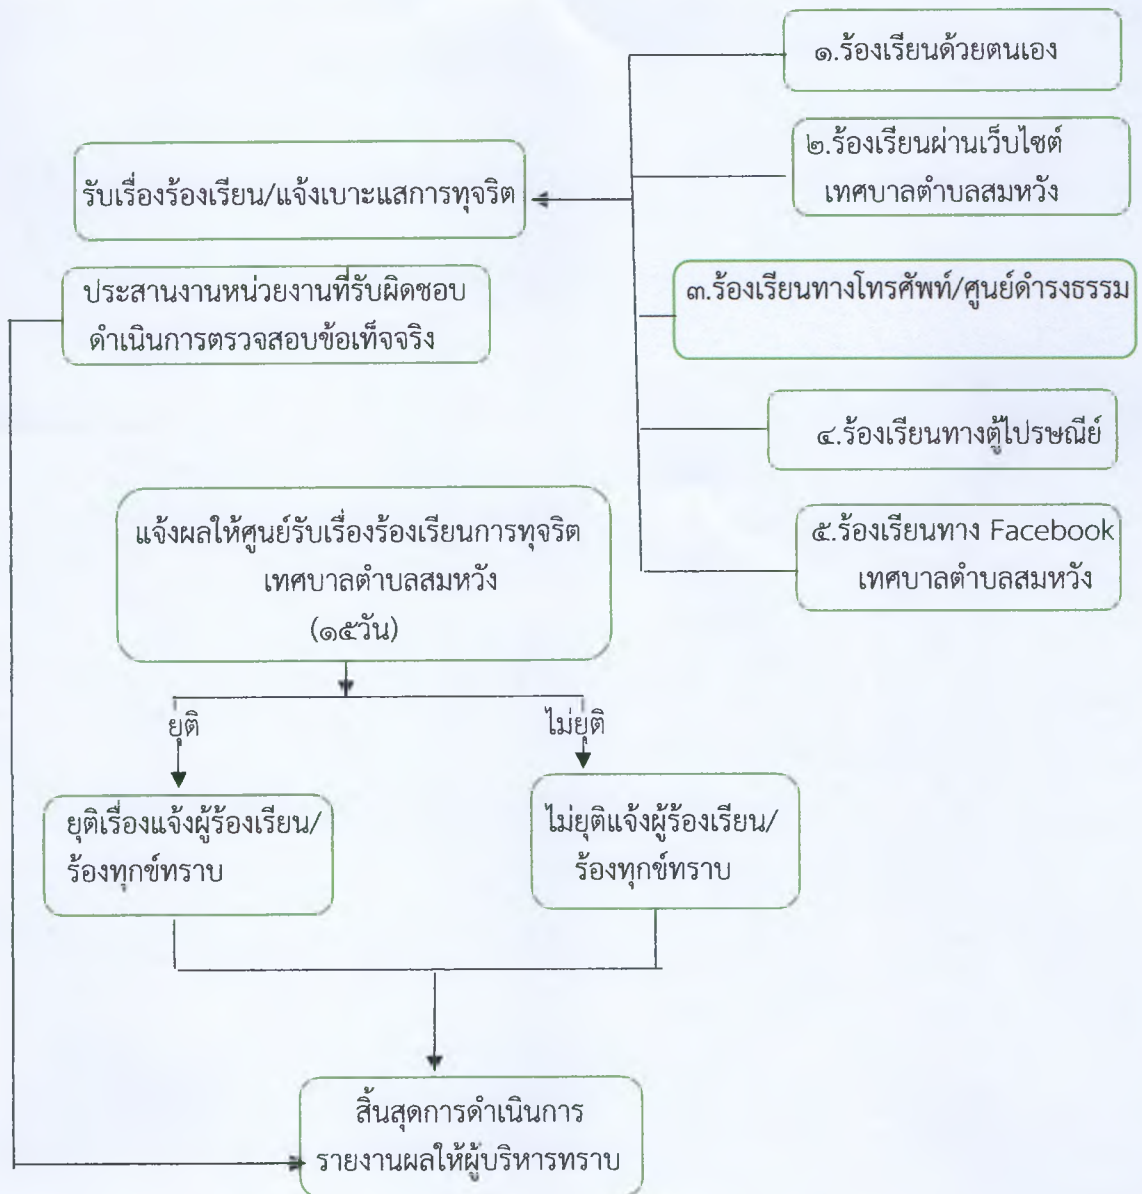 ๑.ร้องเรียนด้วยตนเอง
๒.ร้องเรียนผ่านเว็บไซต์
เทศบาลตำบลสมหวัง
รับเรื่องร้องเรียน/แจ้งเบาะแสการทุจริต
๓.ร้องเรียนทางโทรศัพท์/ศูนย์ดำรงธรรม
ประสานงานหน่วยงานที่รับผิดชอบ
ดำเนินการตรวจสอบข้อเท็จจริง
๔.ร้องเรียนทางตู้ไปรษณีย์
๕.ร้องเรียนทาง Facebook
เทศบาลตำบลสมหวัง
แจ้งผลให้ศูนย์รับเรื่องร้องเรียนการทุจริต
เทศบาลตำบลสมหวัง
(๑๕วัน)
ยุติ
ไม่ยุติ
ยุติเรื่องแจ้งผู้ร้องเรียน/
ร้องทุกข์ทราบ
ไม่ยุติแจ้งผู้ร้องเรียน/
ร้องทุกข์ทราบ
สิ้นสุดการดำเนินการ
รายงานผลให้ผู้บริหารทราบ